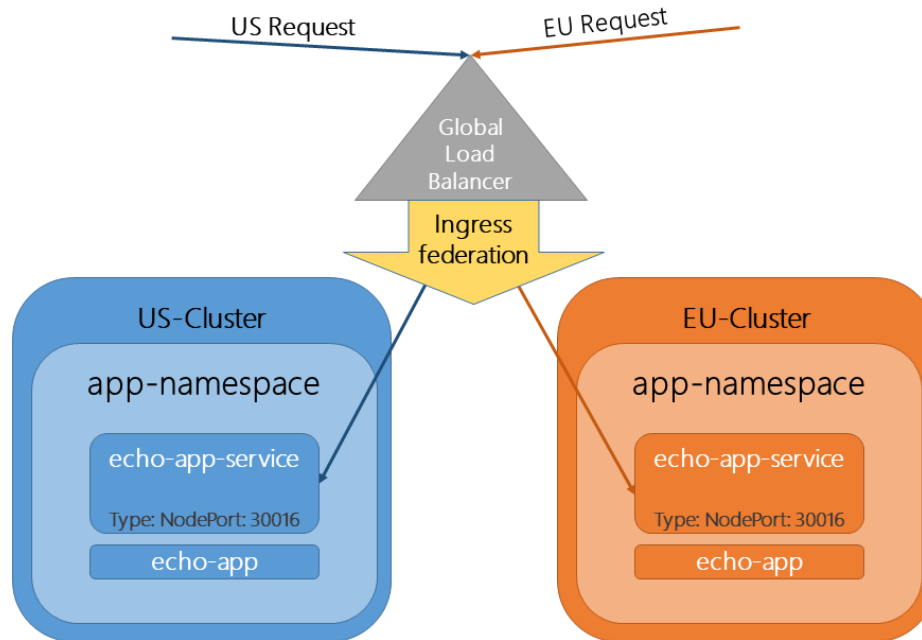 US Request
EU Request
Global
Load
Balancer
Ingress
federation
US-Cluster
app-namespace
echo-app-service
Type: NodePort: 30016
echo-app
EU-Cluster
app-namespace
echo-app-service
Type: NodePort: 30016
echo-app